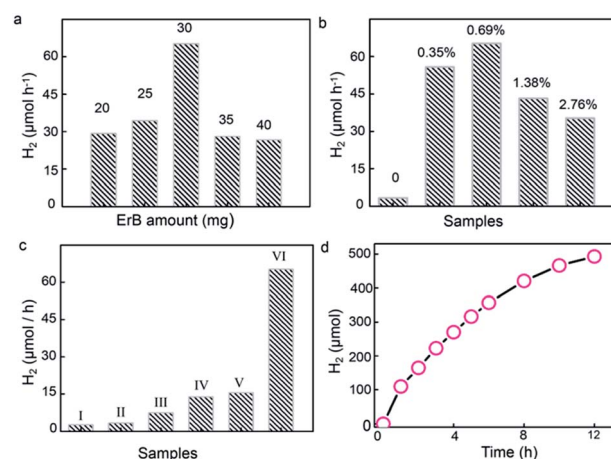 a
H₂ (μmol h⁻¹)
60
45
30
15
0
20
25
30
35
40
ErB amount (mg)
b
H₂ (μmol h⁻¹)
60
45
30
15
0
0
0.35%
0.69%
1.38%
2.76%
Samples
c
H₂ (μmol / h)
60
45
30
15
0
I
II
III
IV
V
VI
Samples
d
H₂ (μmol)
500
400
300
200
100
0
0
4
8
12
Time (h)